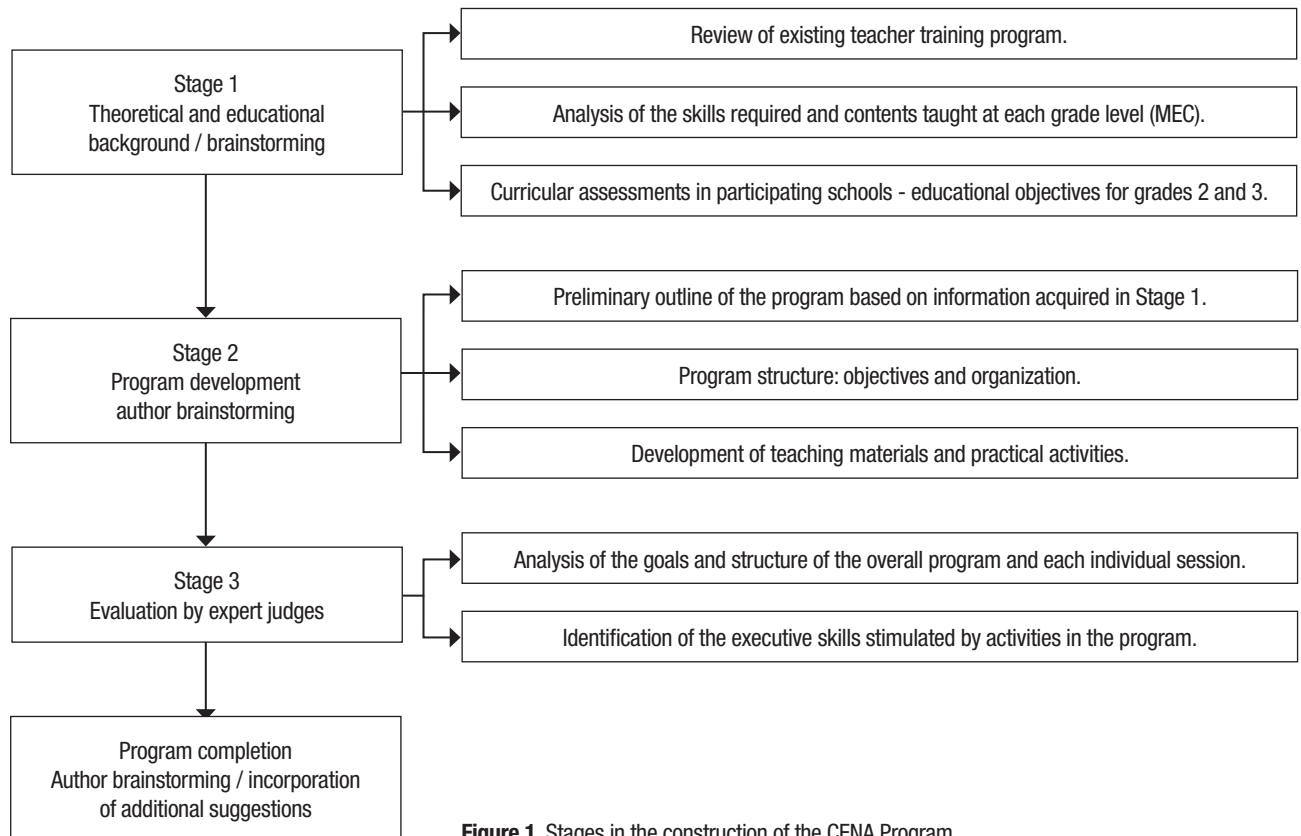 Stage 1
Theoretical and educational
background / brainstorming
Review of existing teacher training program.
Analysis of the skills required and contents taught at each grade level (MEC).
Curricular assessments in participating schools - educational objectives for grades 2 and 3.
Stage 2
Program development
author brainstorming
Preliminary outline of the program based on information acquired in Stage 1.
Program structure: objectives and organization.
Development of teaching materials and practical activities.
Stage 3
Evaluation by expert judges
Analysis of the goals and structure of the overall program and each individual session.
Identification of the executive skills stimulated by activities in the program.
Program completion
Author brainstorming / incorporation
of additional suggestions
Figure 1. Stages in the construction of the CENA Program